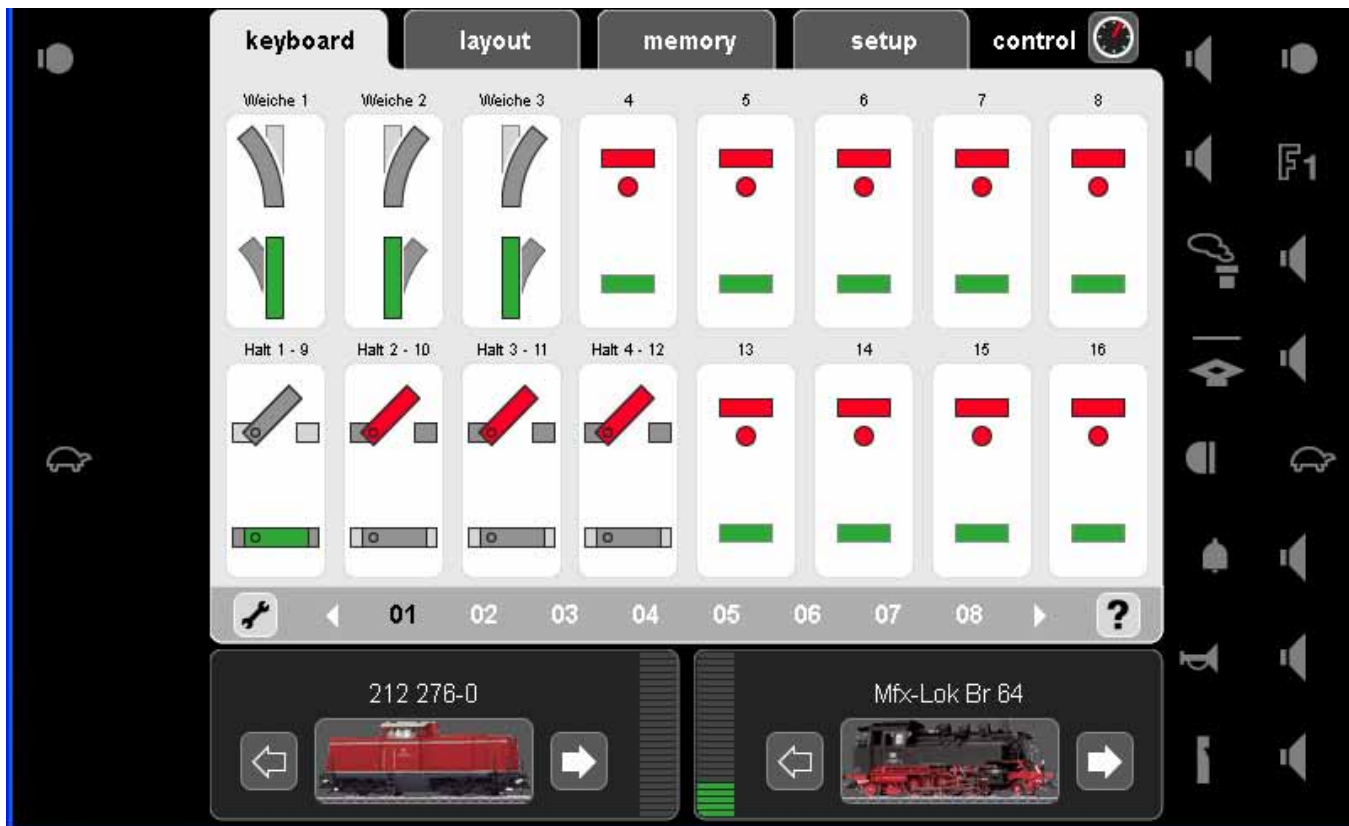 keyboard layout memory setup control
Weiche 1 Weiche 2 Weiche 3 4 5 6 7 8
F1
Halt 1 - 9 Halt 2 - 10 Halt 3 - 11 Halt 4 - 12 13 14 15 16
01 02 03 04 05 06 07 08 ?
212 276-0 Mfx-Lok Br 64